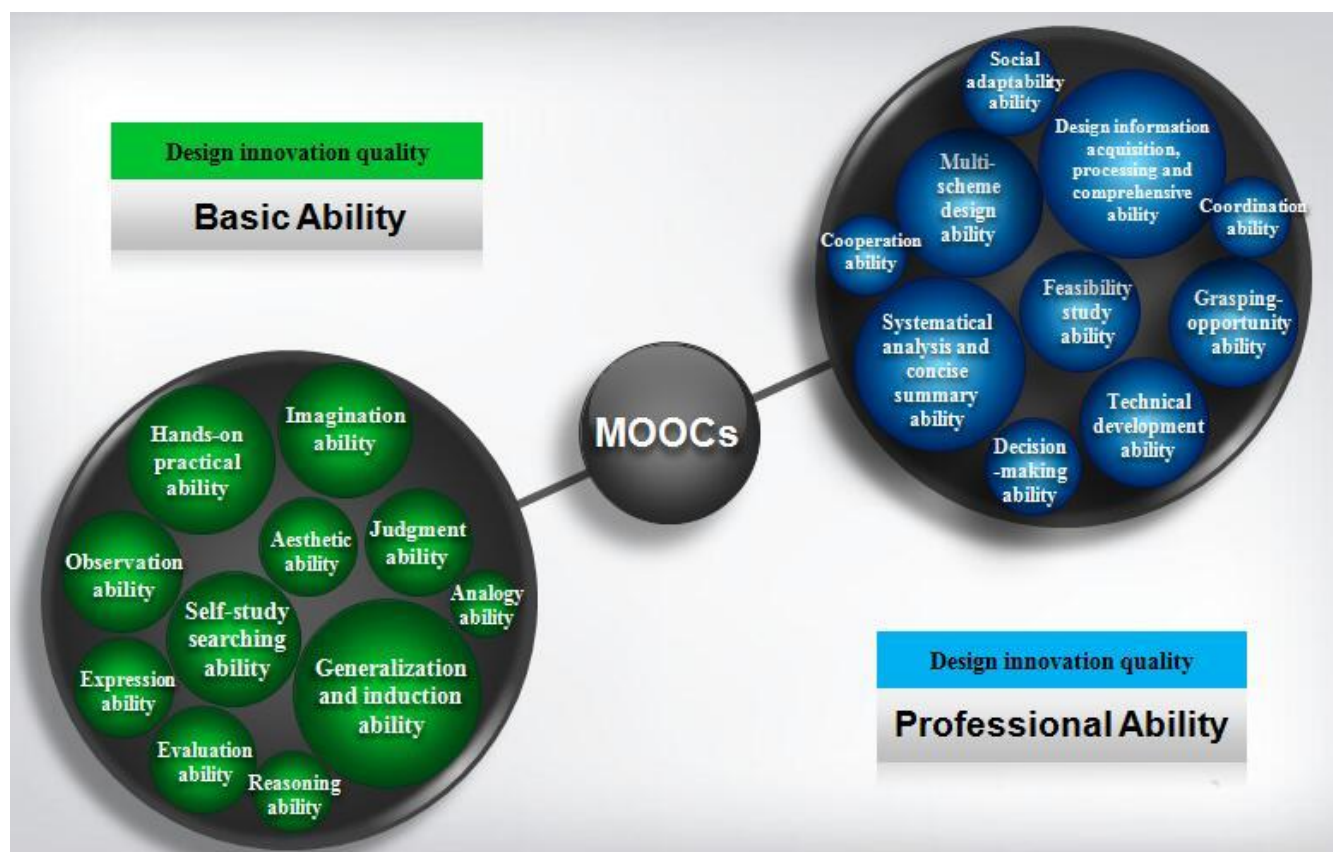 Design innovation quality
Basic Ability
Social
adaptability
ability
Design information
acquisition,
processing and
comprehensive
ability
Multi-
scheme
design
ability
Coordination
ability
Cooperation
ability
Feasibility
study
ability
Grasping-
opportunity
ability
Systematical
analysis and
concise
summary
ability
Technical
development
ability
Decision
-making
ability
MOOCs
Imagination
ability
Hands-on
practical
ability
Aesthetic
ability
Judgment
ability
Observation
ability
Analogy
ability
Self-study
searching
ability
Generalization
and induction
ability
Expression
ability
Evaluation
ability
Reasoning
ability
Design innovation quality
Professional Ability